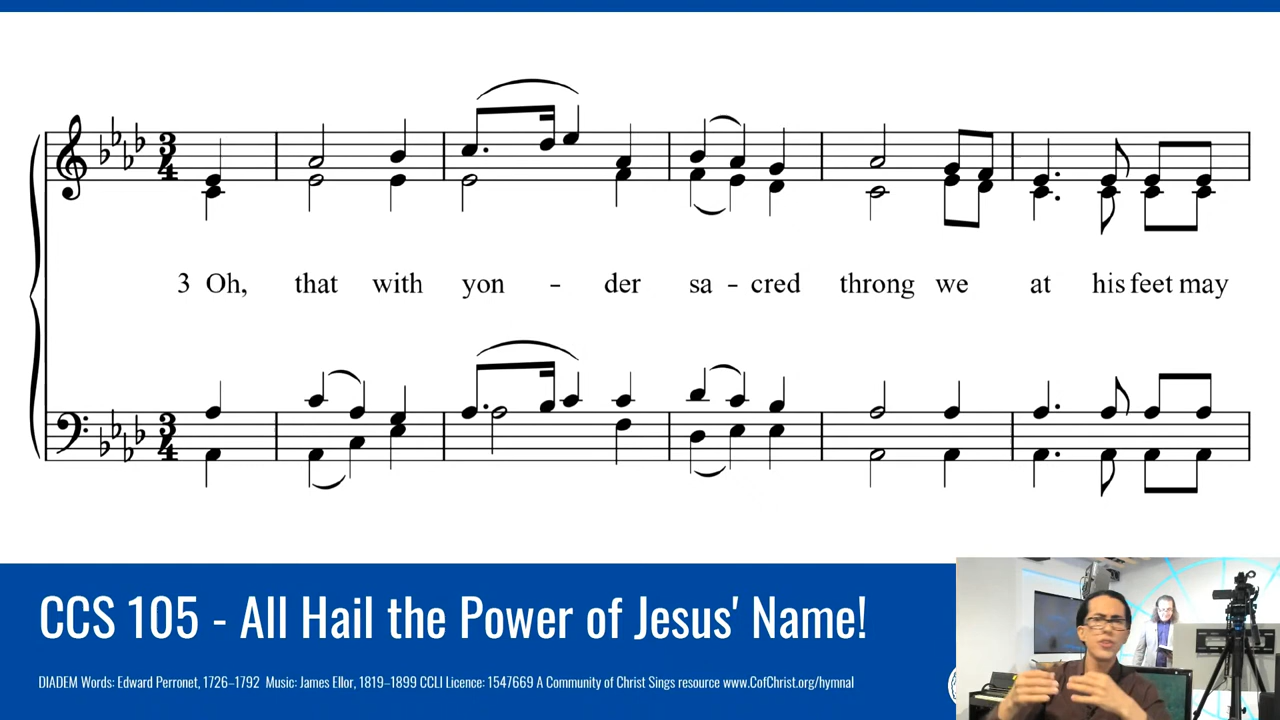 3 Oh, that with yon - der sa - cred throng we at his feet may
CCS 105 - All Hail the Power of Jesus' Name!
DIADEM Words: Edward Perronet, 1726–1792 Music: James Ellor, 1819–1899 CCLI Licence: 1547669 A Community of Christ Sings resource www.CofChrist.org/hymnal